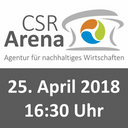 CSR
Arena
Agentur für nachhaltiges Wirtschaften
25. April 2018
16:30 Uhr